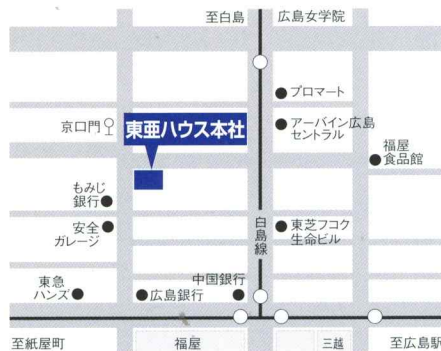 至白島
広島女学院
ブロマート
京口門
東亜ハウス本社
アーバイン広島
セントラル
福屋
食品館
もみじ
銀行
安全
ガレージ
白島線
東芝フコク
生命ビル
東急
ハンズ
広島銀行
中国銀行
至紙屋町
福屋
三越
至広島駅